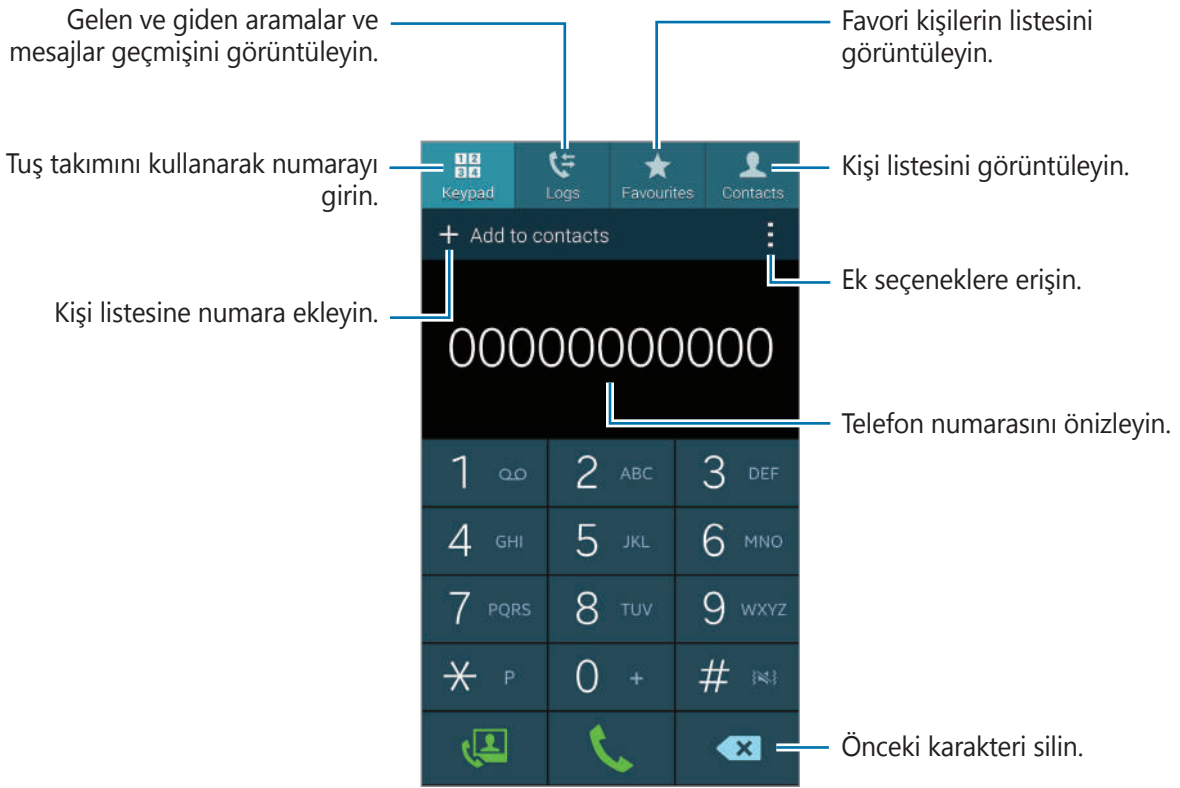 Gelen ve giden aramalar ve
mesajlar geçmişini görüntüleyin.
Favori kişilerin listesini
görüntüleyin.
Tuş takımını kullanarak numarayı
girin.
Kişi listesini görüntüleyin.
Keypad
Logs
Favourites
Contacts
+ Add to contacts
Ek seçeneklere erişin.
Kişi listesine numara ekleyin.
00000000000
Telefon numarasını önizleyin.
1
2 ABC
3 DEF
4 GHI
5 JKL
6 MNO
7 PQRS
8 TUV
9 WXYZ
* P
0 +
#
Önceki karakteri silin.